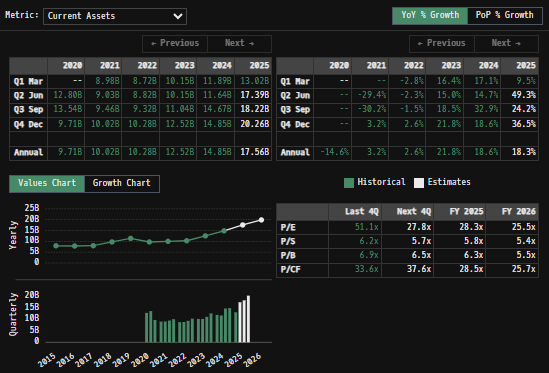 Metric: Current Assets YoY % Growth PoP % Growth
← Previous Next → ← Previous Next →
2020 2021 2022 2023 2024 2025 2020 2021 2022 2023 2024 2025
Q1 Mar -- 8.98B 8.72B 10.15B 11.89B 13.02B Q1 Mar -- -- -2.8% 16.4% 17.1% 9.5%
Q2 Jun 12.80B 9.03B 8.82B 10.15B 11.64B 17.39B Q2 Jun -- -29.4% -2.3% 15.0% 14.7% 49.3%
Q3 Sep 13.54B 9.46B 9.32B 11.04B 14.67B 18.22B Q3 Sep -- -30.2% -1.5% 18.5% 32.9% 24.2%
Q4 Dec 9.71B 10.02B 10.28B 12.52B 14.85B 20.26B Q4 Dec -- 3.2% 2.6% 21.8% 18.6% 36.5%
Annual 9.71B 10.02B 10.28B 12.52B 14.85B 17.56B Annual -14.6% 3.2% 2.6% 21.8% 18.6% 18.3%
Values Chart Growth Chart Historical Estimates
Yearly
25B
20B
15B
10B
5B
0
Last 4Q Next 4Q FY 2025 FY 2026
P/E 51.1x 27.8x 28.3x 25.5x
P/S 6.2x 5.7x 5.8x 5.4x
P/B 6.9x 6.5x 6.3x 5.5x
P/CF 33.6x 37.6x 28.5x 25.7x
Quarterly
20B
15B
10B
5B
0
2015 2016 2017 2018 2019 2020 2021 2022 2023 2024 2025 2026